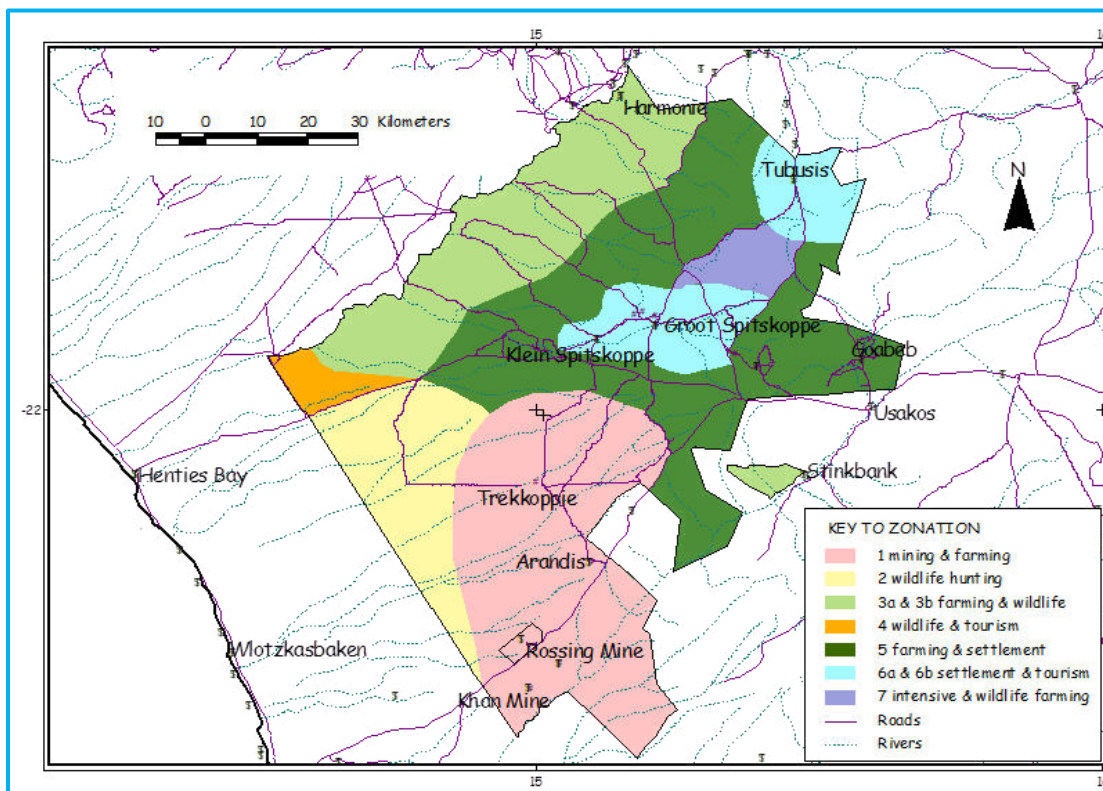 15
Harmonie
10 0 10 20 30 Kilometers
Tubusis
N
Groot Spitskoppe
Klein Spitskoppe
Goabeb
-22
Usakos
Henties Bay
Stinkbank
Trekkoppie
KEY TO ZONATION
1 mining & farming
Arandis
2 wildlife hunting
3a & 3b farming & wildlife
4 wildlife & tourism
Wlotzkasbaken
Rossing Mine
5 farming & settlement
6a & 6b settlement & tourism
Khan Mine
7 intensive & wildlife farming
Roads
Rivers
15